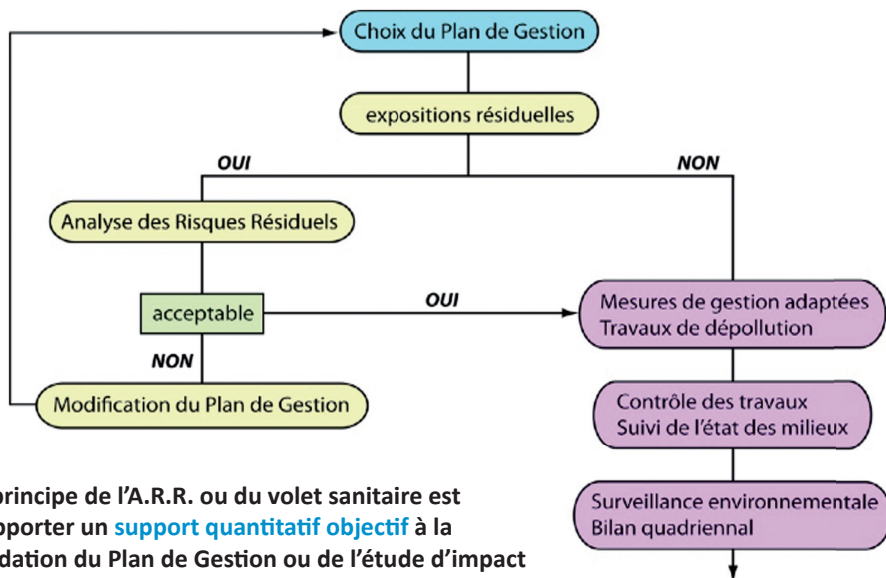 Choix du Plan de Gestion
expositions résiduelles
OUI
NON
Analyse des Risques Résiduels
acceptable
OUI
NON
Modification du Plan de Gestion
Mesures de gestion adaptées
Travaux de dépollution
Contrôle des travaux
Suivi de l'état des milieux
Surveillance environnementale
Bilan quadriennal
principe de l’A.R.R. ou du volet sanitaire est
un support quantitatif objectif à la
du Plan de Gestion ou de l’étude d’impact